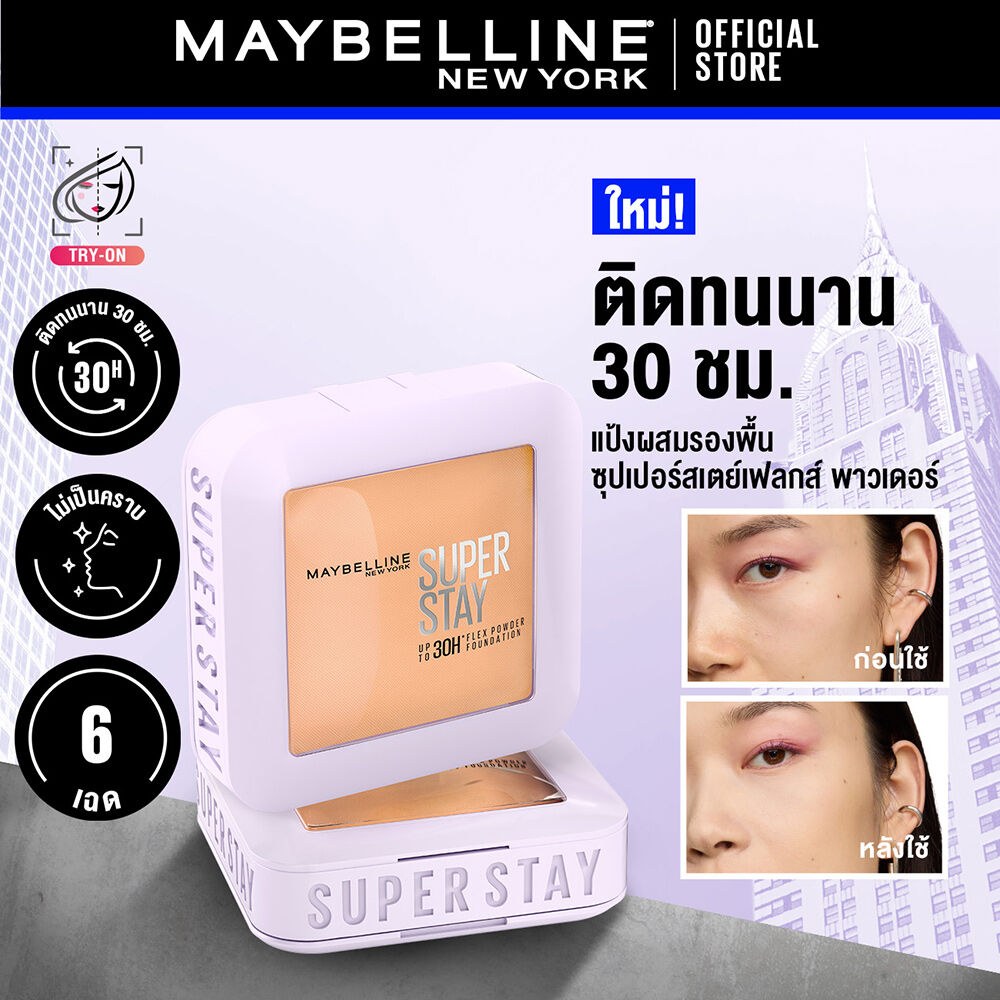 MAYBELLINE
NEW YORK
OFFICIAL
STORE
TRY-ON
ติดทนนาน 30 ชม.
30H
ไม่เป็นคราบ
6
เฉด
ใหม่!
ติดทนนาน
30 ชม.
แป้งผสมรองพื้น
ซุปเปอร์สเตย์เฟลกส์ พาวเดอร์
ก่อนใช้
หลังใช้
SUPER STAY
MAYBELLINE
NEW YORK
SUPER
STAY
UP TO 30H* FLEX POWDER FOUNDATION
SUPER STAY
SUPER STAY